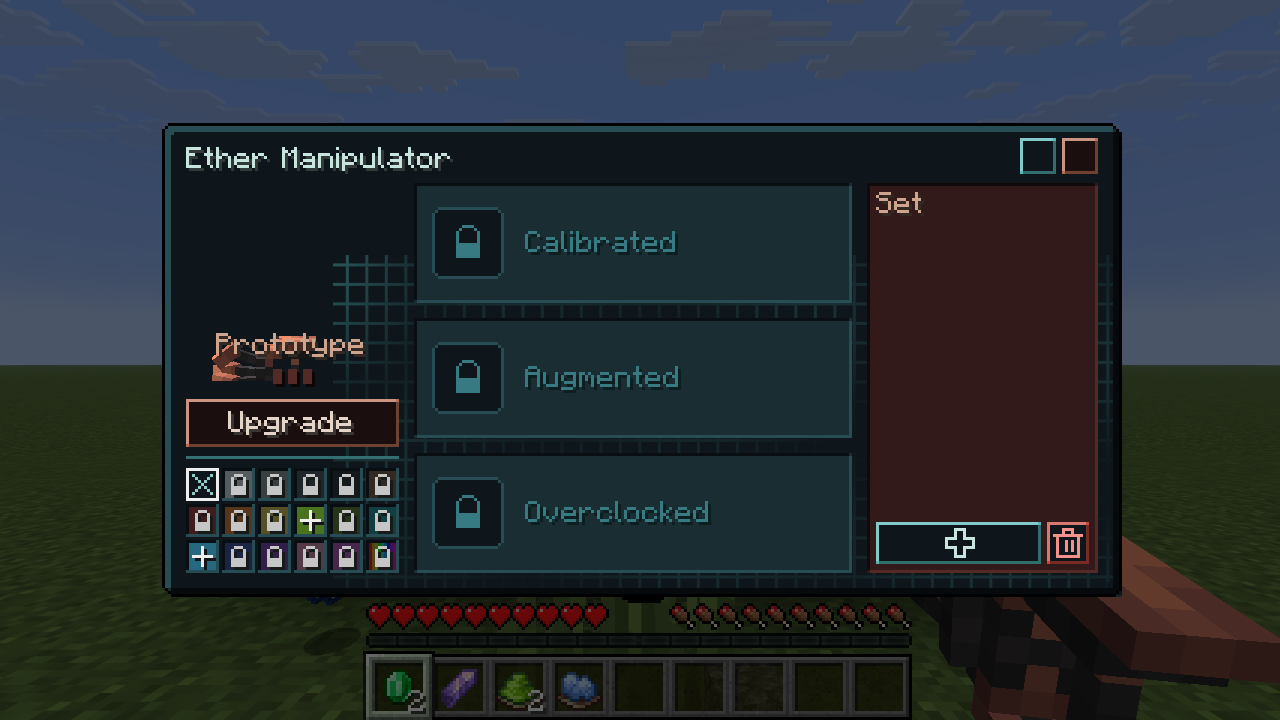 Ether Manipulator
Calibrated
Set
Prototype
Augmented
Upgrade
Overclocked
2
2